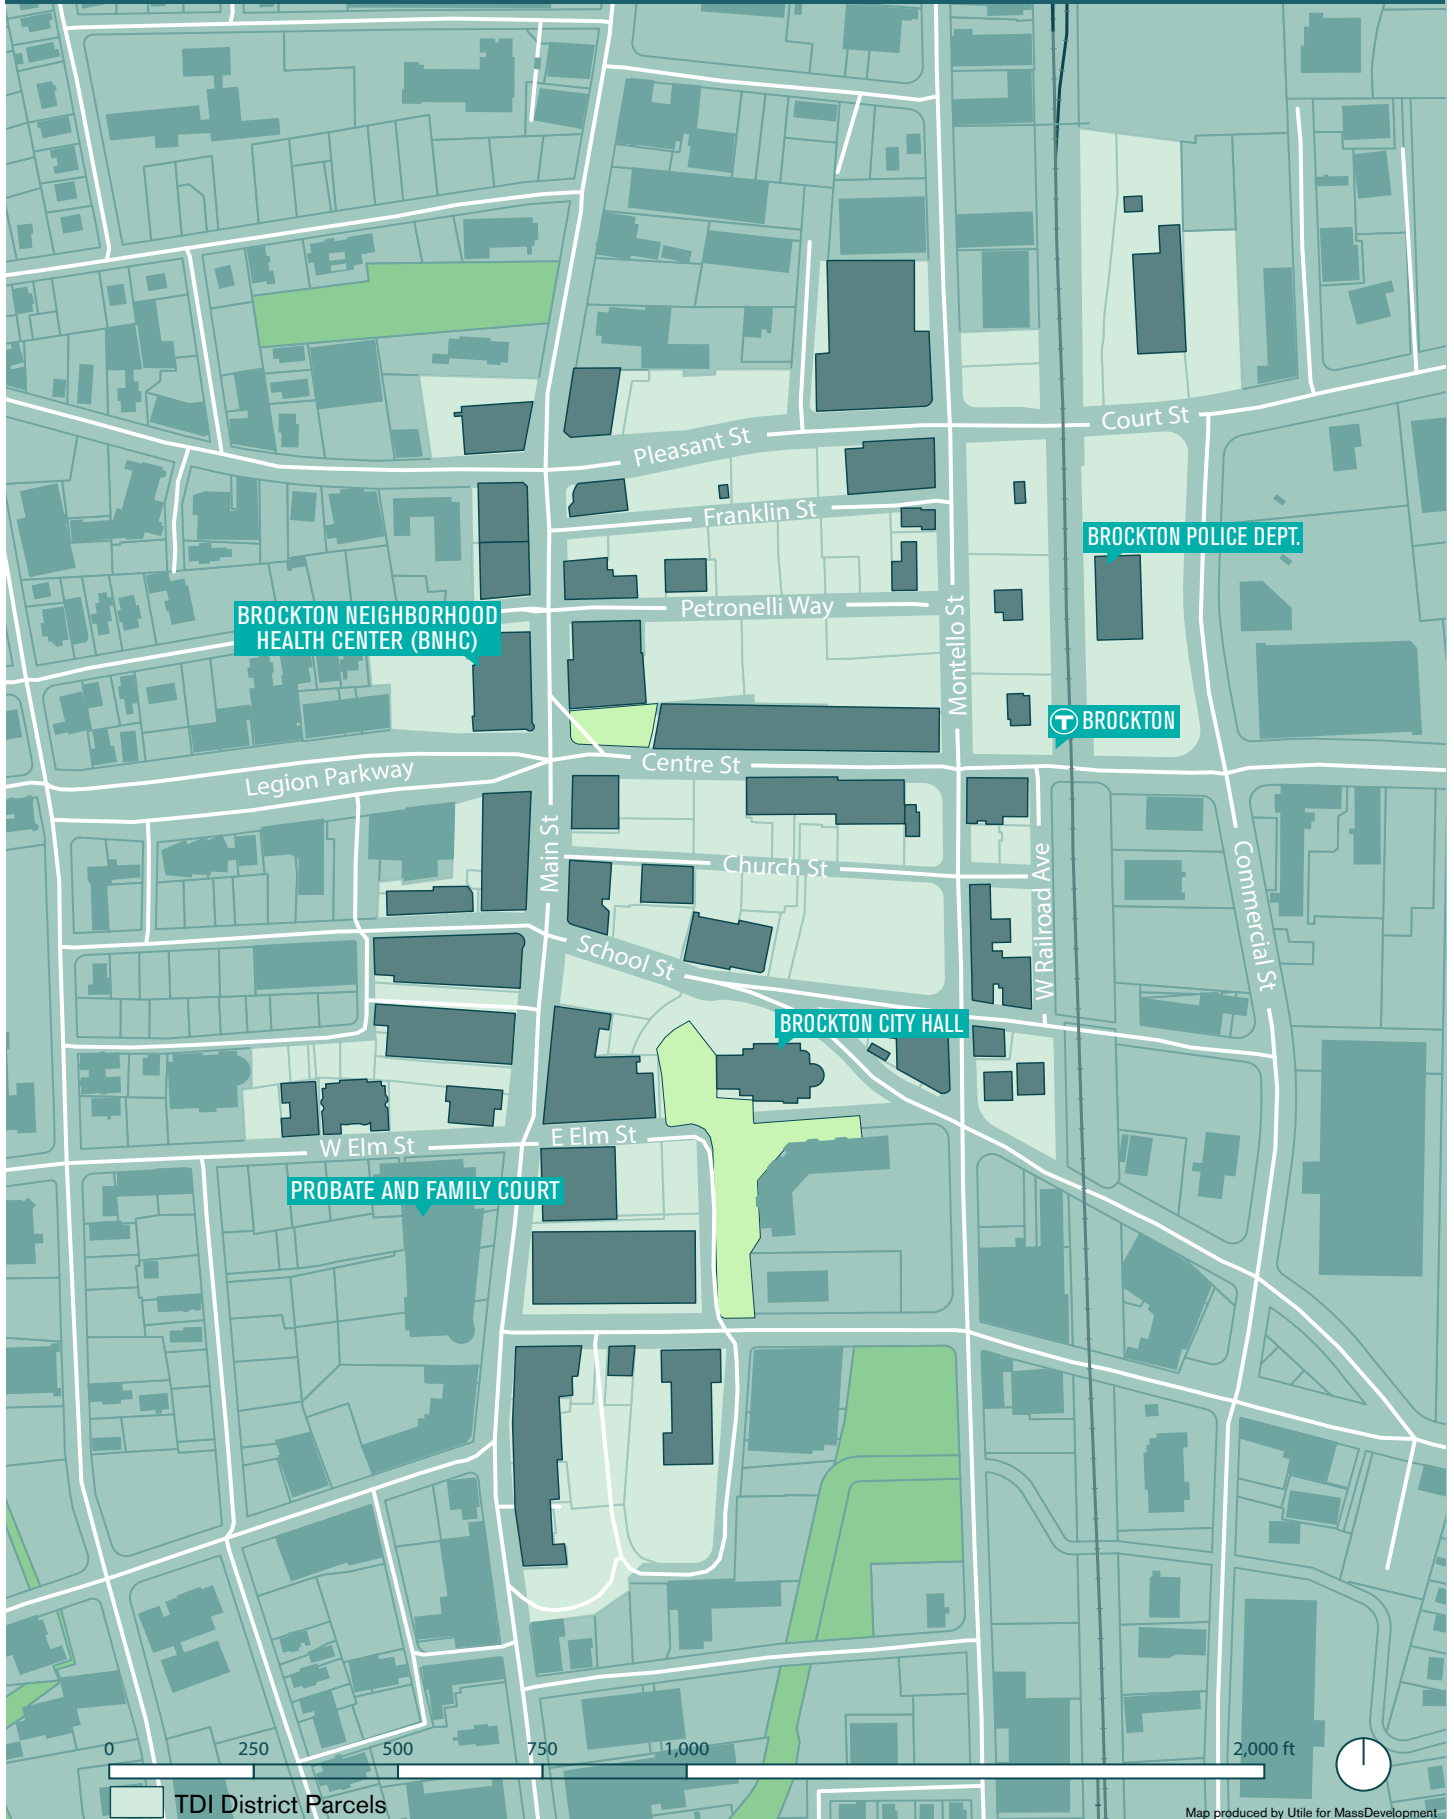 Court St
Pleasant St
Franklin St
BROCKTON POLICE DEPT.
BROCKTON NEIGHBORHOOD
HEALTH CENTER (BNHC)
Petronelli Way
Montello St
T BROCKTON
Centre St
Legion Parkway
Main St
Church St
W Railroad Ave
Commercial St
School St
BROCKTON CITY HALL
E Elm St
W Elm St
PROBATE AND FAMILY COURT
0 250 500 750 1,000 2,000 ft
TDI District Parcels
Map produced by Utile for MassDevelopment